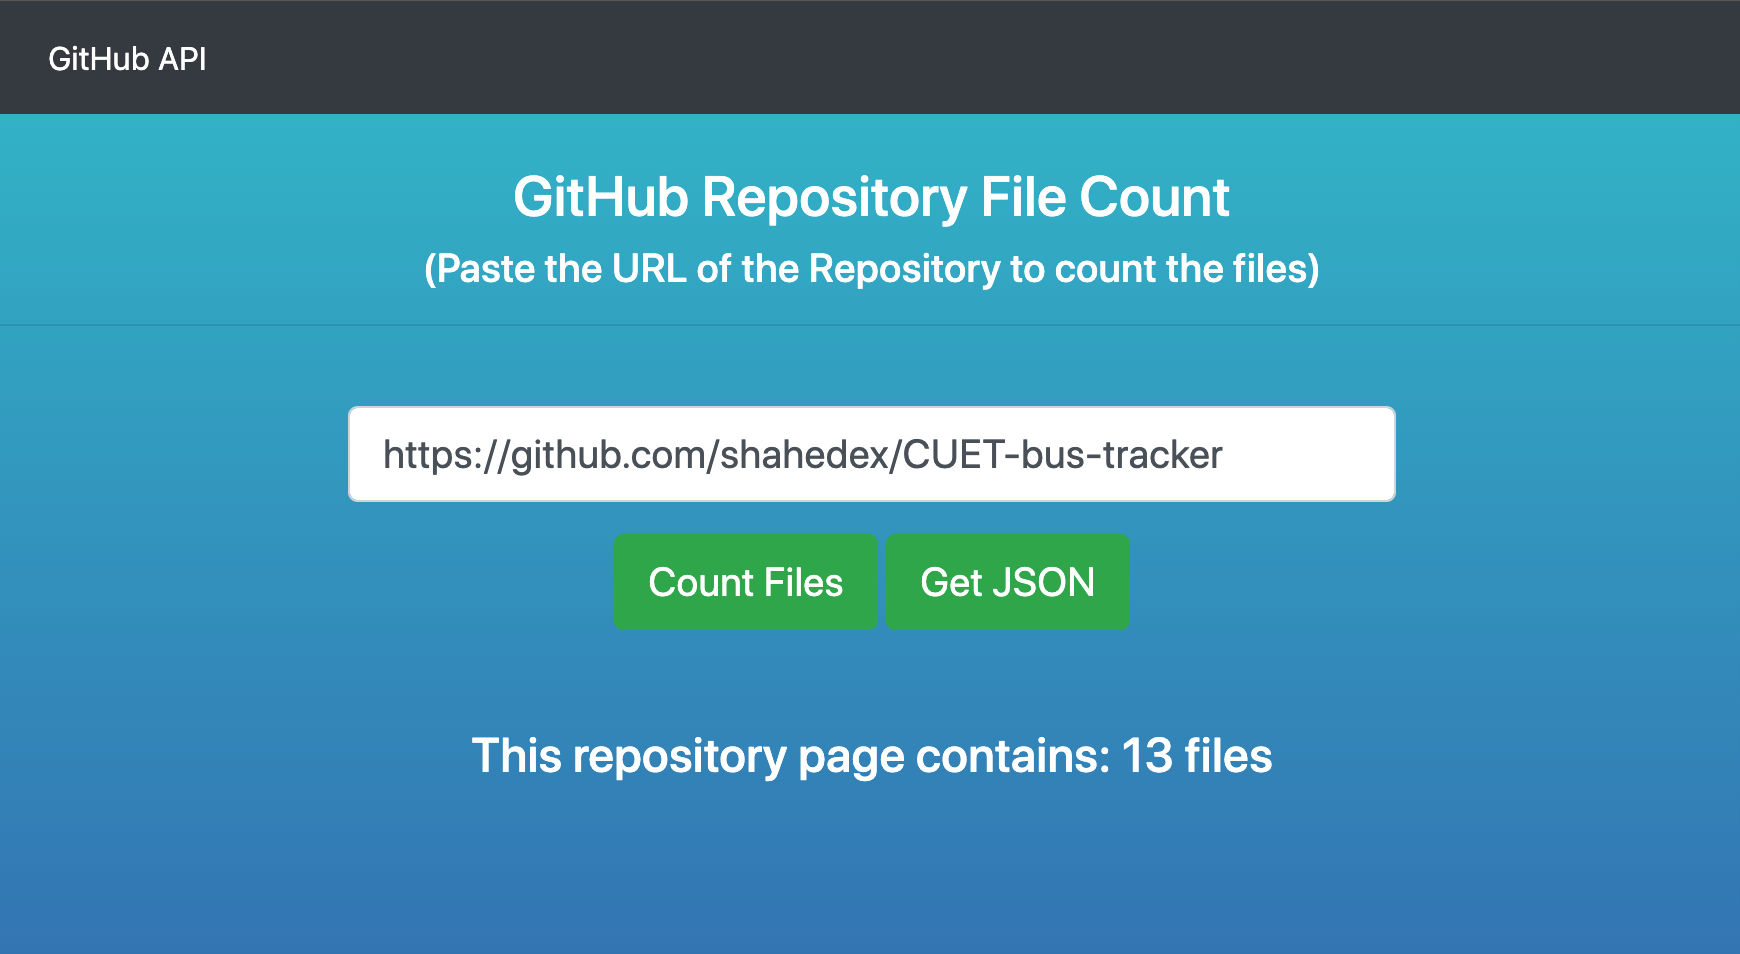 GitHub API
GitHub Repository File Count
(Paste the URL of the Repository to count the files)
https://github.com/shahedex/CUET-bus-tracker
Count Files Get JSON
This repository page contains: 13 files